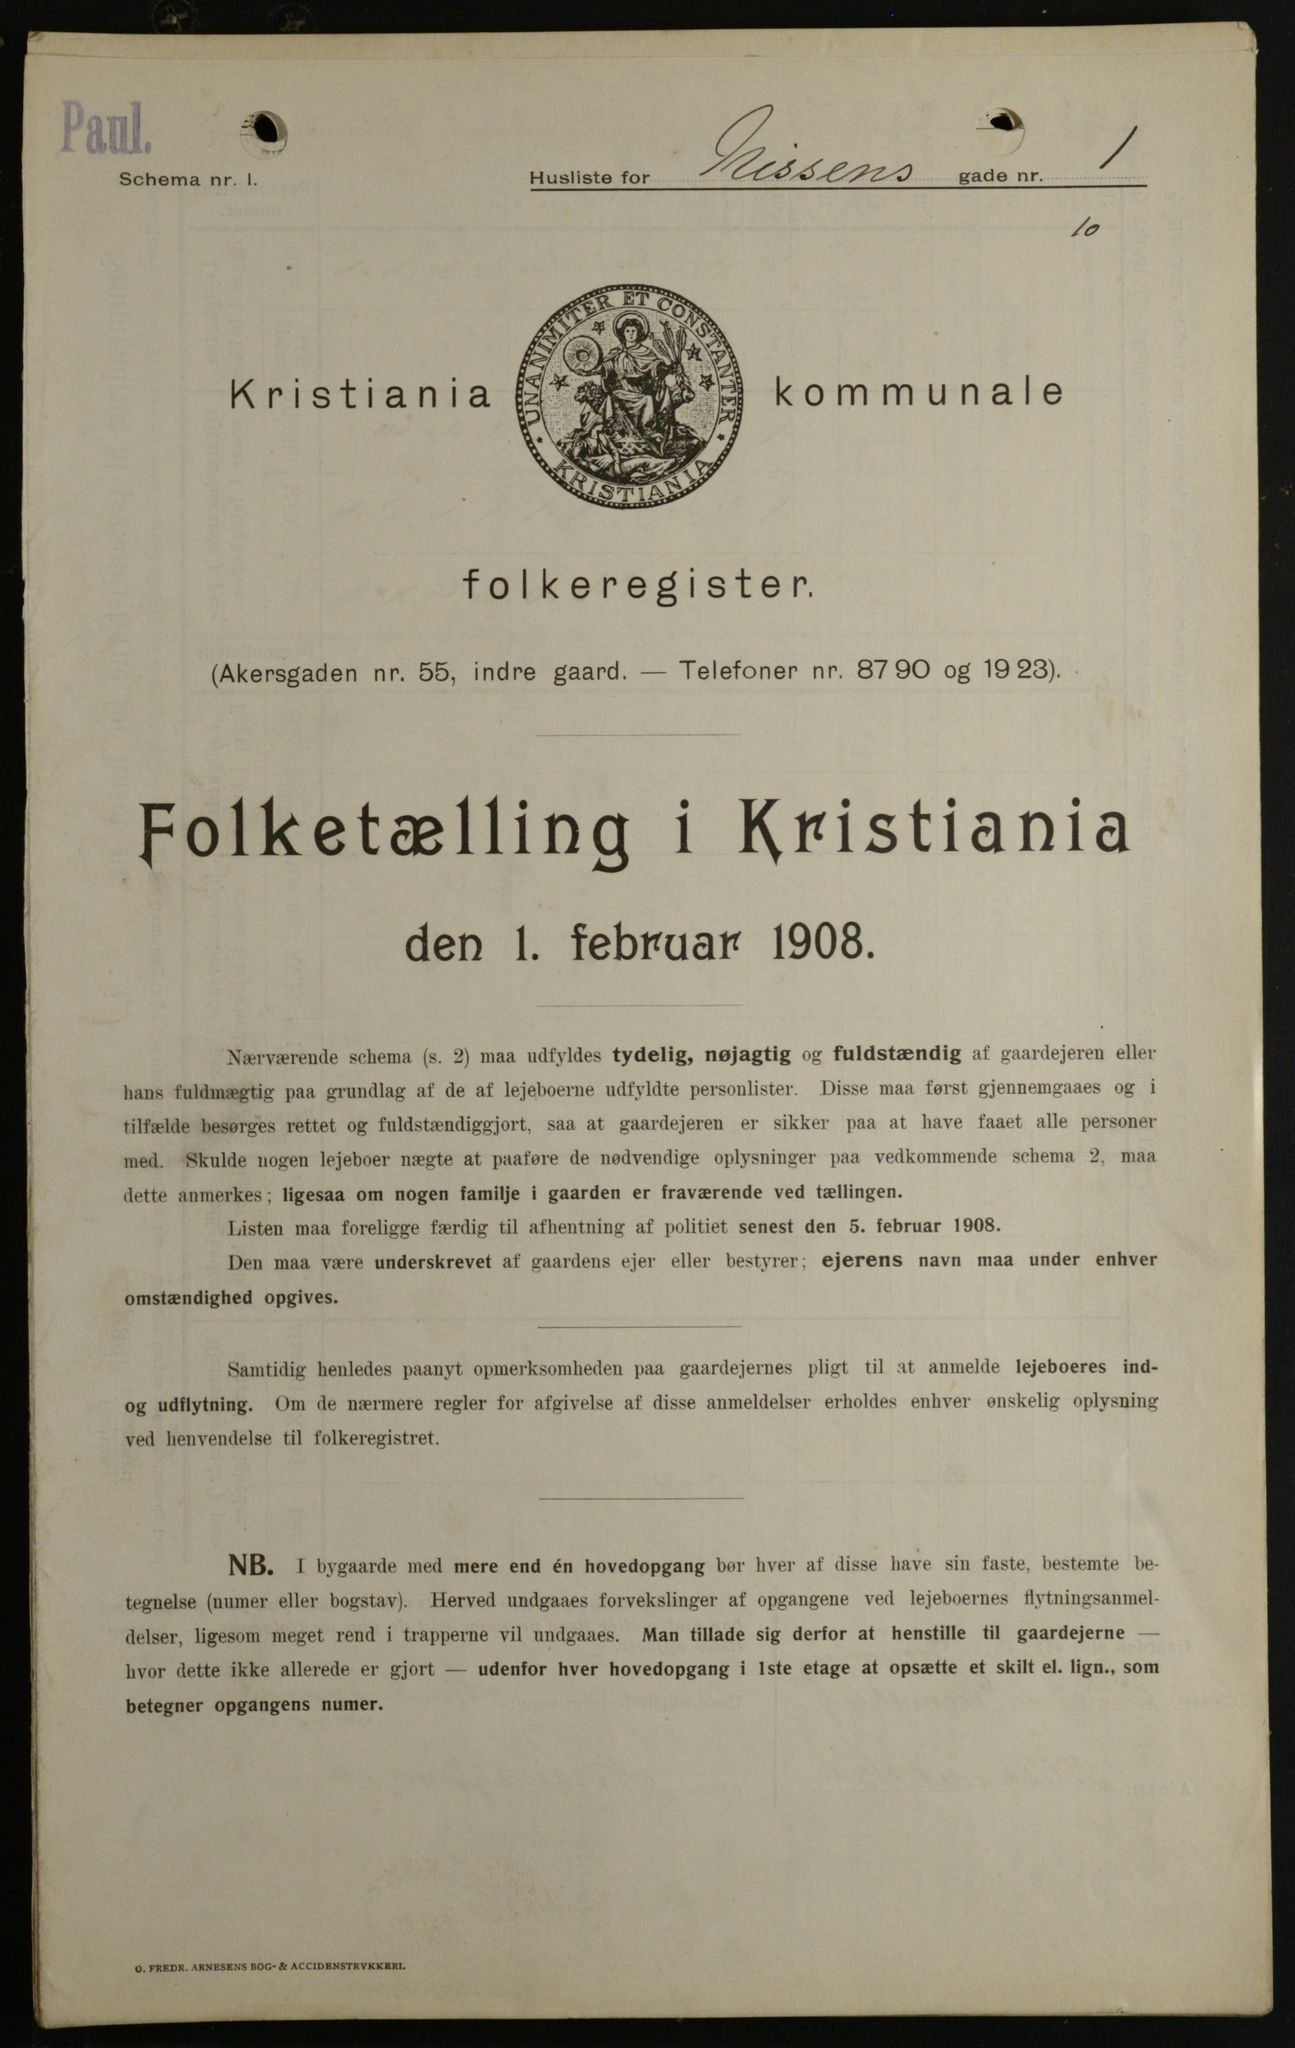 Paul.
Schema nr. 1.
Husliste for Nissens gade nr. 1
10
UNANIMITER ET CONSTANTER
KRISTIANIA
Kristiania kommunale
folkeregister.
(Akersgaden nr. 55, indre gaard. — Telefoner nr. 87 90 og 19 23).
Folketælling i Kristiania
den 1. februar 1908.
Nærværende schema (s. 2) maa udfyldes tydelig, nøjagtig og fuldstændig af gaardejeren eller
hans fuldmægtig paa grundlag af de af lejeboerne udfyldte personlister. Disse maa først gjennemgaaes og i
tilfælde besørges rettet og fuldstændiggjort, saa at gaardejeren er sikker paa at have faaet alle personer
med. Skulde nogen lejeboer nægte at paaføre de nødvendige oplysninger paa vedkommende schema 2, maa
dette anmerkes; ligesaa om nogen familje i gaarden er fraværende ved tællingen.
Listen maa foreligge færdig til afhentning af politiet senest den 5. februar 1908.
Den maa være underskrevet af gaardens ejer eller bestyrer; ejerens navn maa under enhver
omstændighed opgives.
Samtidig henledes paanyt opmerksomheden paa gaardejernes pligt til at anmelde lejeboeres ind-
og udflytning. Om de nærmere regler for afgivelse af disse anmeldelser erholdes enhver ønskelig oplysning
ved henvendelse til folkeregistret.
NB. I bygaarde med mere end én hovedopgang bør hver af disse have sin faste, bestemte be-
tegnelse (numer eller bogstav). Herved undgaaes forvekslinger af opgangene ved lejeboernes flytningsanmel-
delser, ligesom meget rend i trapperne vil undgaaes. Man tillade sig derfor at henstille til gaardejerne —
hvor dette ikke allerede er gjort — udenfor hver hovedopgang i 1ste etage at opsætte et skilt el. lign., som
betegner opgangens numer.
O. FREDR. ARNESENS BOG- & ACCIDENSTRYKKERI.